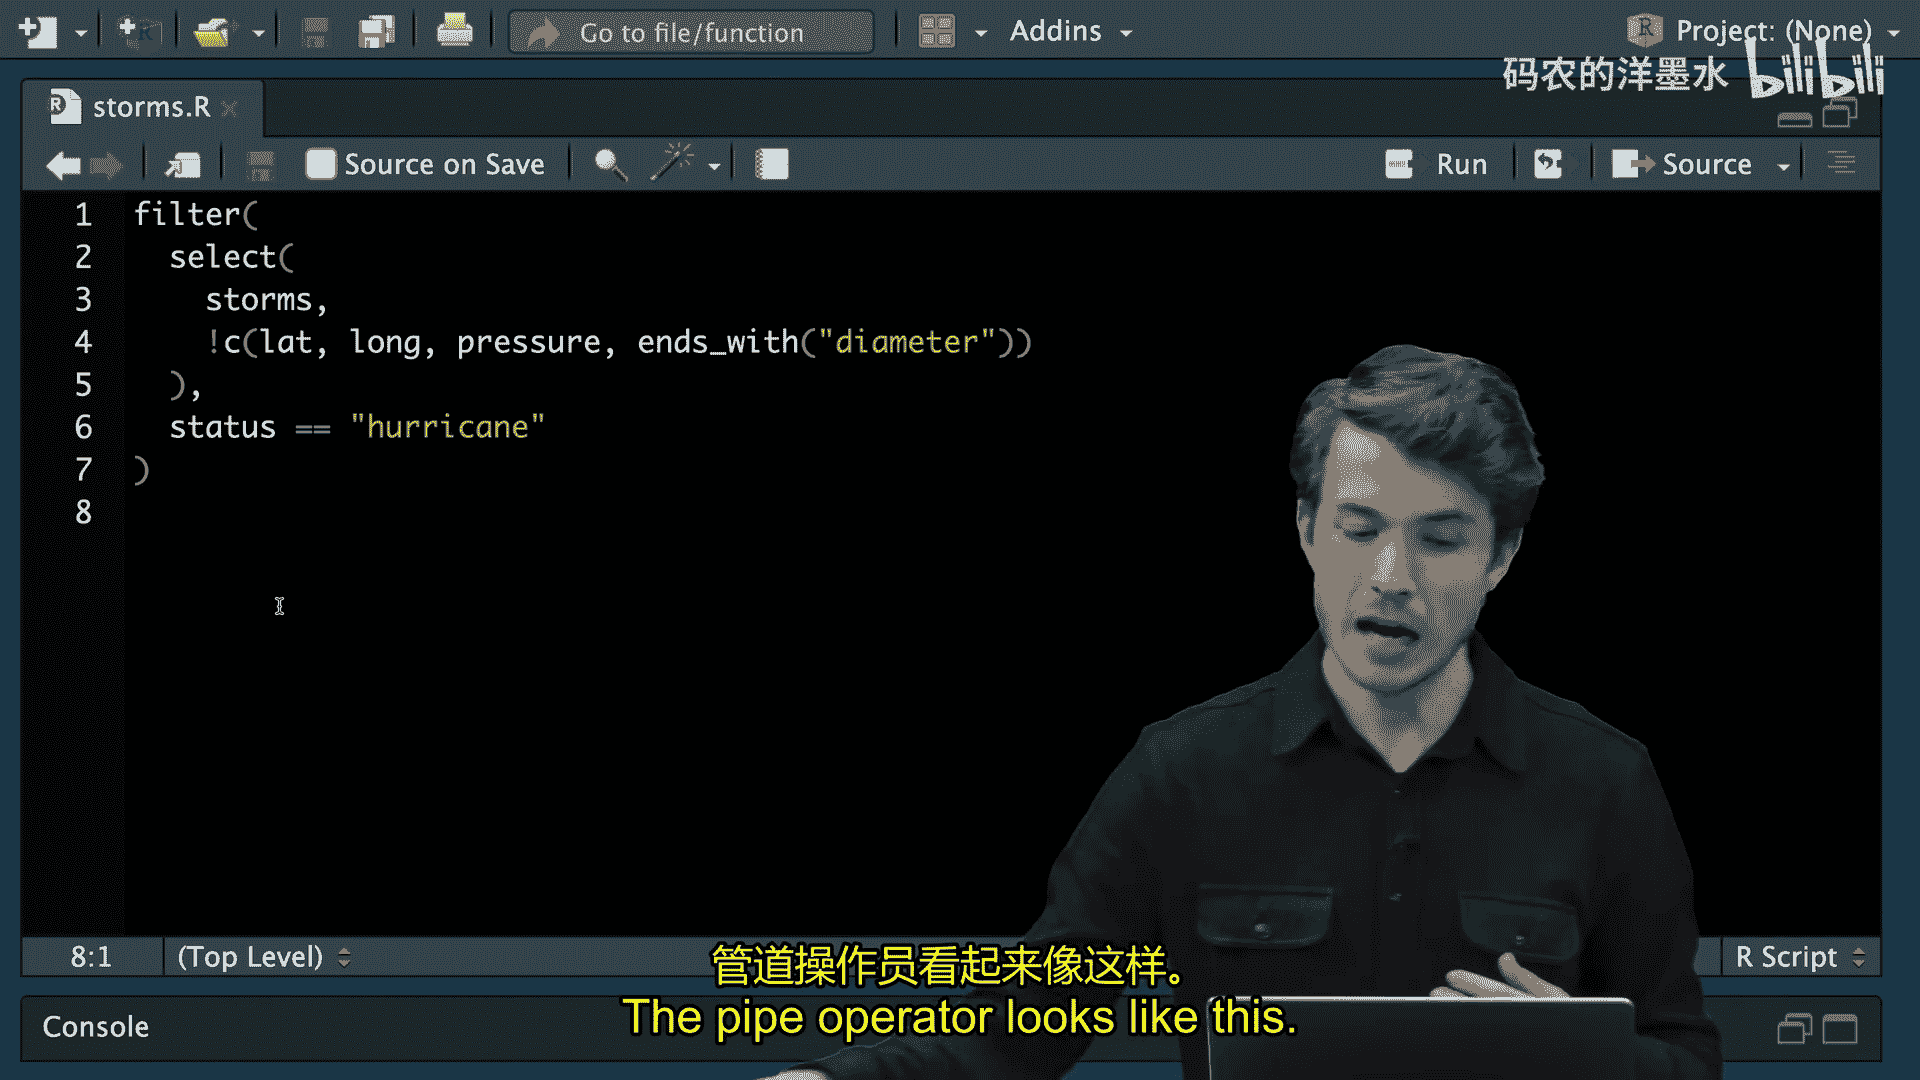 Go to file/function
Addins
Project: (None)
码农的洋墨水 bilibili
storms.R
Source on Save
Run
Source
1 filter(
2 select(
3 storms,
4 !c(lat, long, pressure, ends_with("diameter"))
5 ),
6 status == "hurricane"
7 )
8
8:1
(Top Level)
R Script
管道操作员看起来像这样。
The pipe operator looks like this.
Console